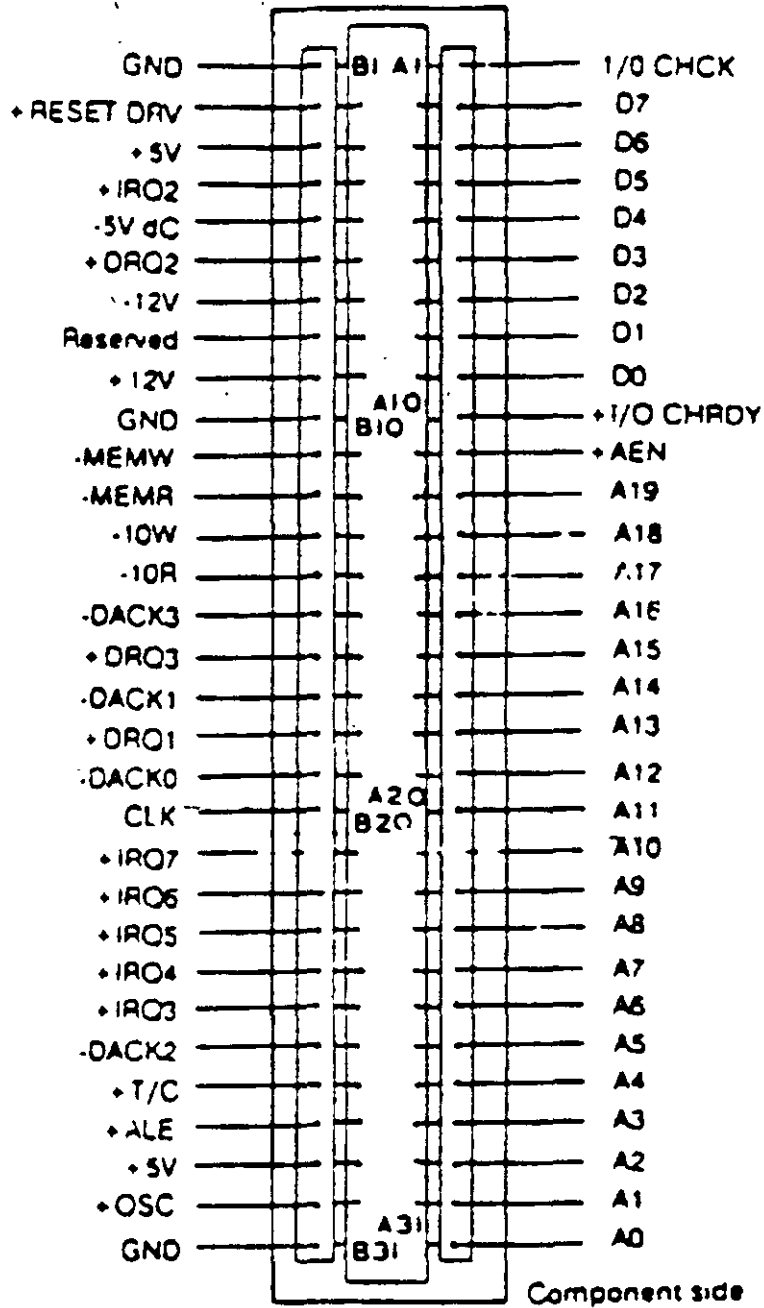 GND B1 A1 I/O CHCK
+RESET DRV D7
+5V D6
+IRQ2 D5
-5V dC D4
+DRQ2 D3
-12V D2
Reserved D1
+12V D0
GND A10 B10 +I/O CHRDY
-MEMW +AEN
-MEMR A19
-10W A18
-10R A17
-DACK3 A16
+DRQ3 A15
-DACK1 A14
+DRQ1 A13
-DACK0 A12
CLK A20 B20 A11
+IRQ7 A10
+IRQ6 A9
+IRQ5 A8
+IRQ4 A7
+IRQ3 A6
-DACK2 A5
+T/C A4
+ALE A3
+5V A2
+OSC A1
GND A31 B31 A0
Component side